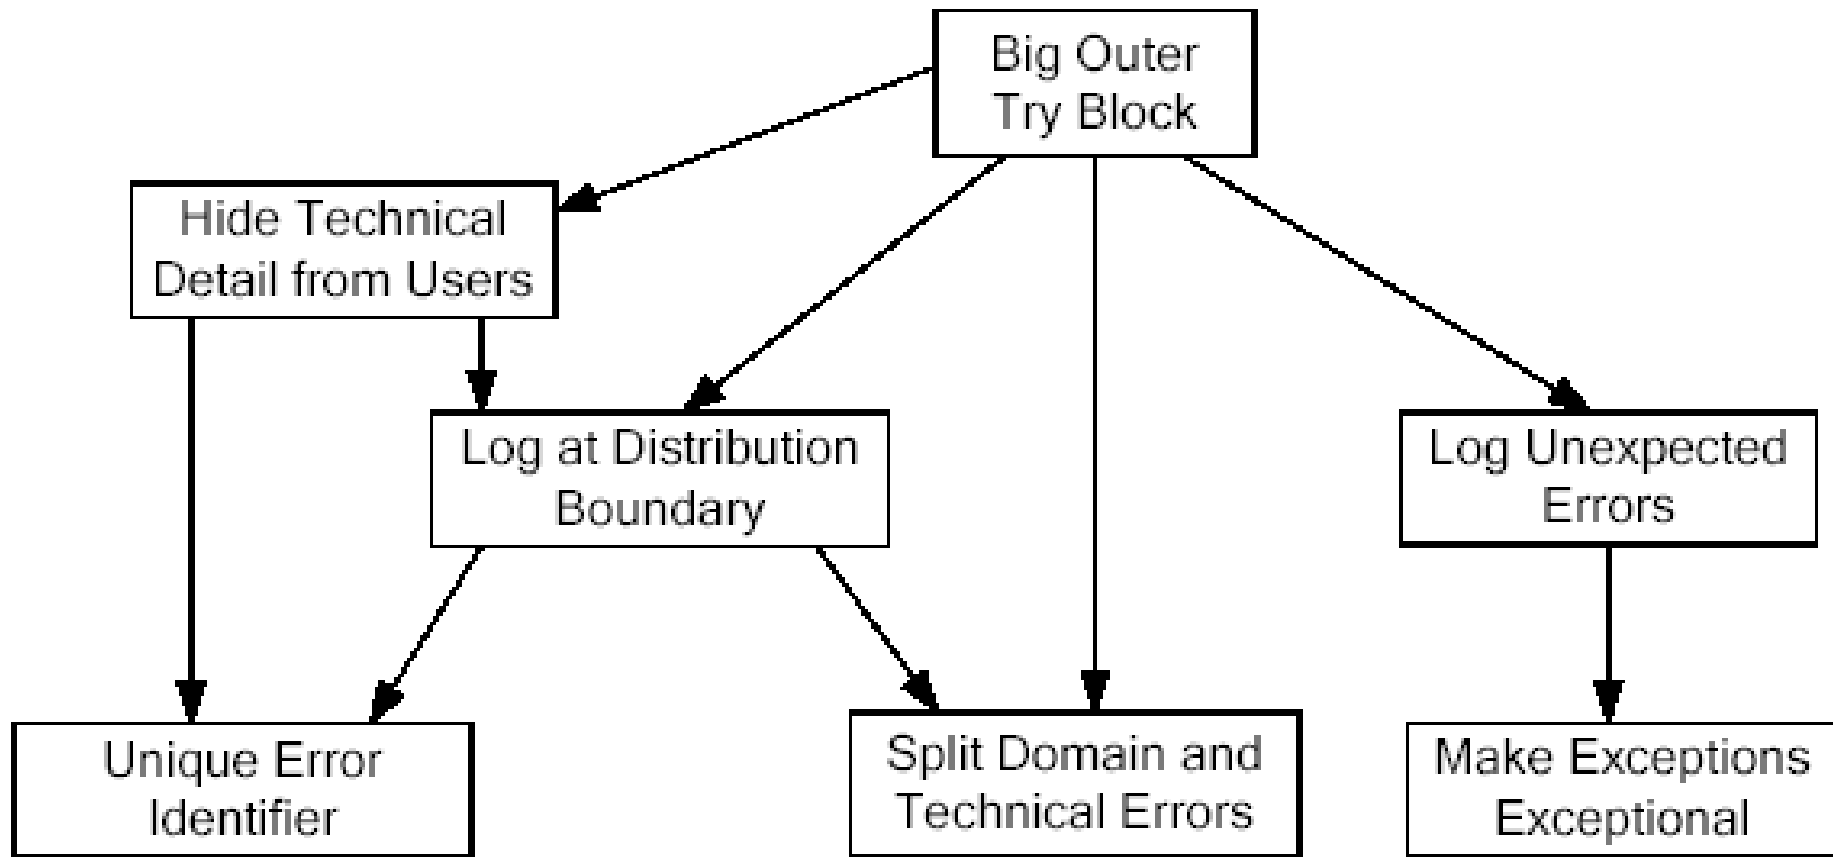 Big Outer
Try Block
Hide Technical
Detail from Users
Log at Distribution
Boundary
Log Unexpected
Errors
Unique Error
Identifier
Split Domain and
Technical Errors
Make Exceptions
Exceptional